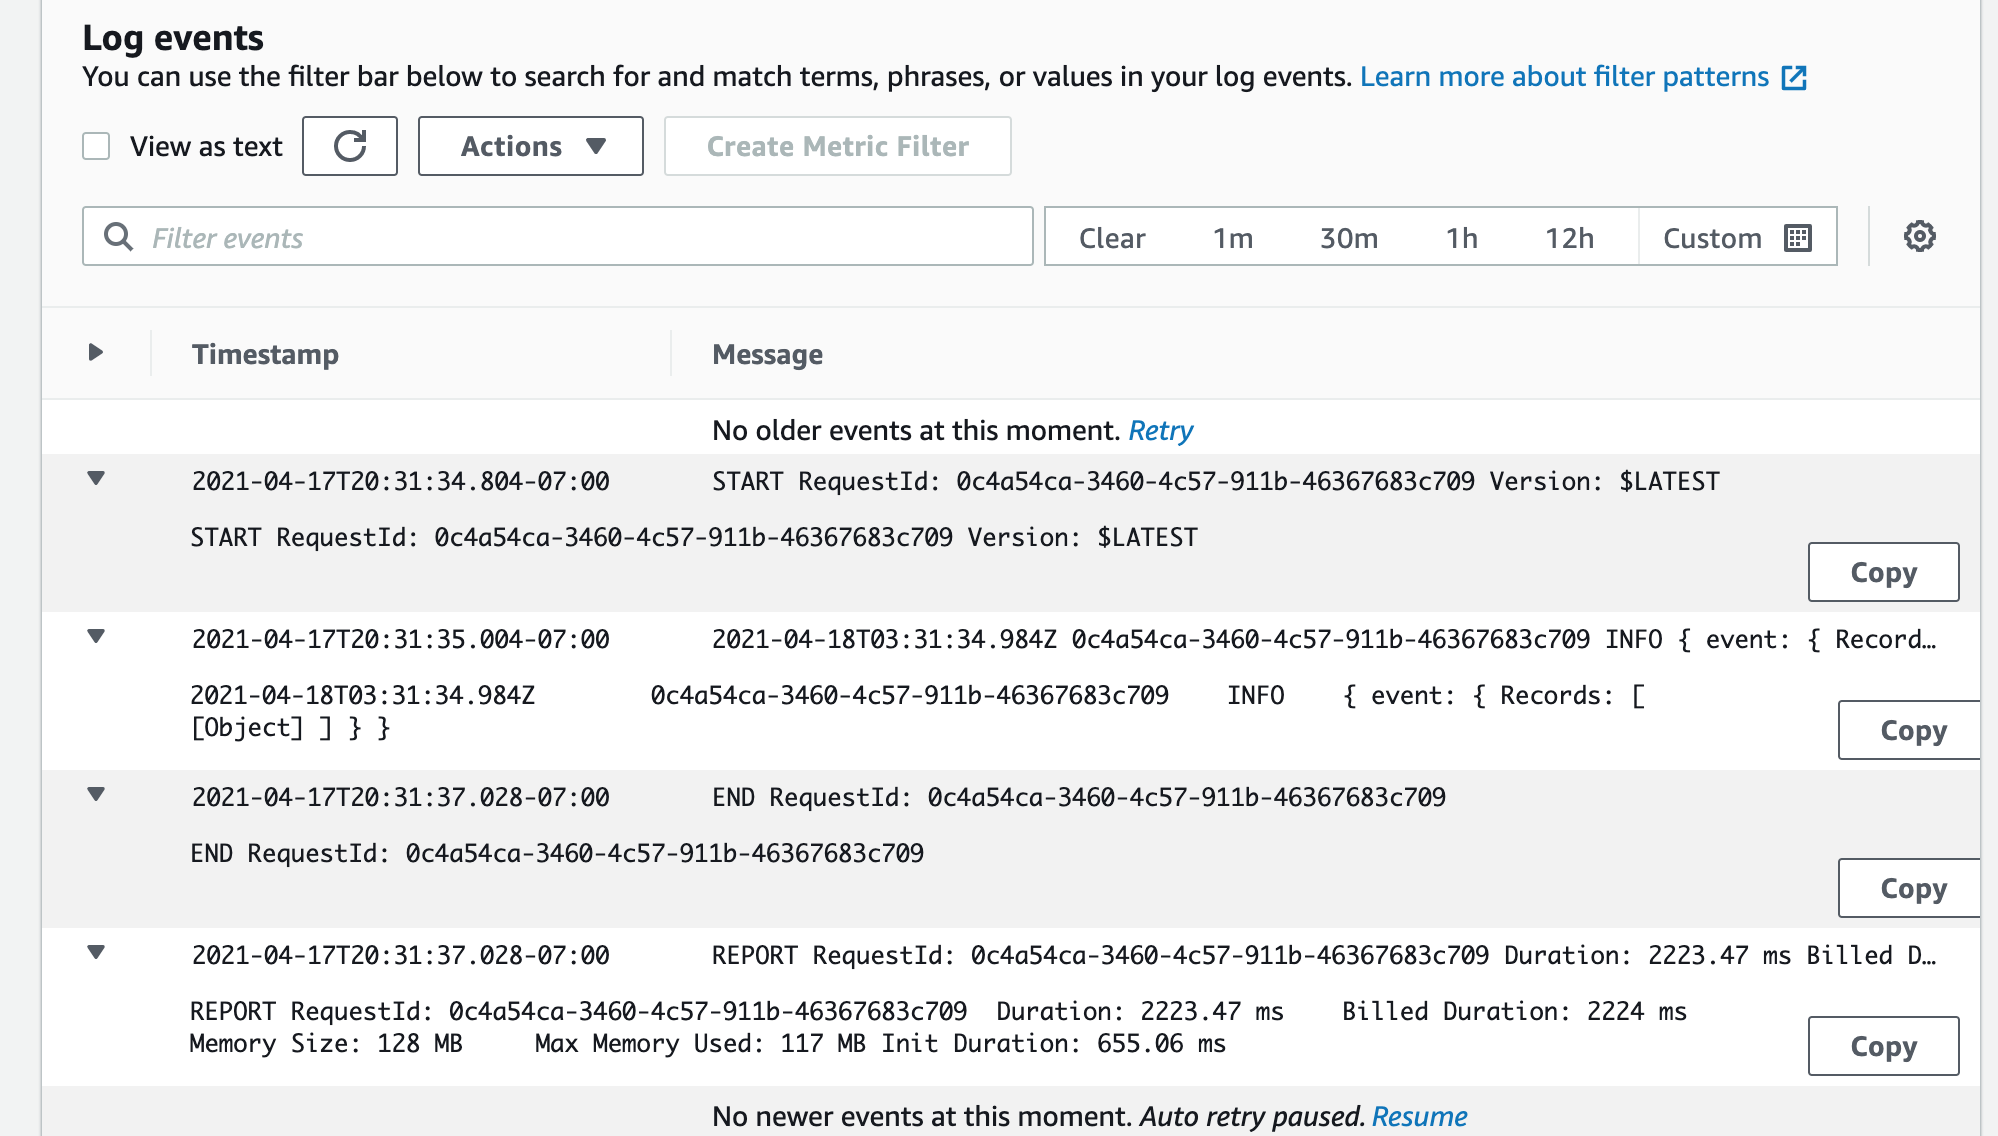 Log events
You can use the filter bar below to search for and match terms, phrases, or values in your log events. Learn more about filter patterns
View as text Actions Create Metric Filter
Filter events Clear 1m 30m 1h 12h Custom
Timestamp Message
No older events at this moment. Retry
2021-04-17T20:31:34.804-07:00 START RequestId: 0c4a54ca-3460-4c57-911b-46367683c709 Version: $LATEST
START RequestId: 0c4a54ca-3460-4c57-911b-46367683c709 Version: $LATEST
Copy
2021-04-17T20:31:35.004-07:00 2021-04-18T03:31:34.984Z 0c4a54ca-3460-4c57-911b-46367683c709 INFO { event: { Record…
2021-04-18T03:31:34.984Z 0c4a54ca-3460-4c57-911b-46367683c709 INFO { event: { Records: [
[Object] ] } }
Copy
2021-04-17T20:31:37.028-07:00 END RequestId: 0c4a54ca-3460-4c57-911b-46367683c709
END RequestId: 0c4a54ca-3460-4c57-911b-46367683c709
Copy
2021-04-17T20:31:37.028-07:00 REPORT RequestId: 0c4a54ca-3460-4c57-911b-46367683c709 Duration: 2223.47 ms Billed D…
REPORT RequestId: 0c4a54ca-3460-4c57-911b-46367683c709 Duration: 2223.47 ms Billed Duration: 2224 ms
Memory Size: 128 MB Max Memory Used: 117 MB Init Duration: 655.06 ms
Copy
No newer events at this moment. Auto retry paused. Resume